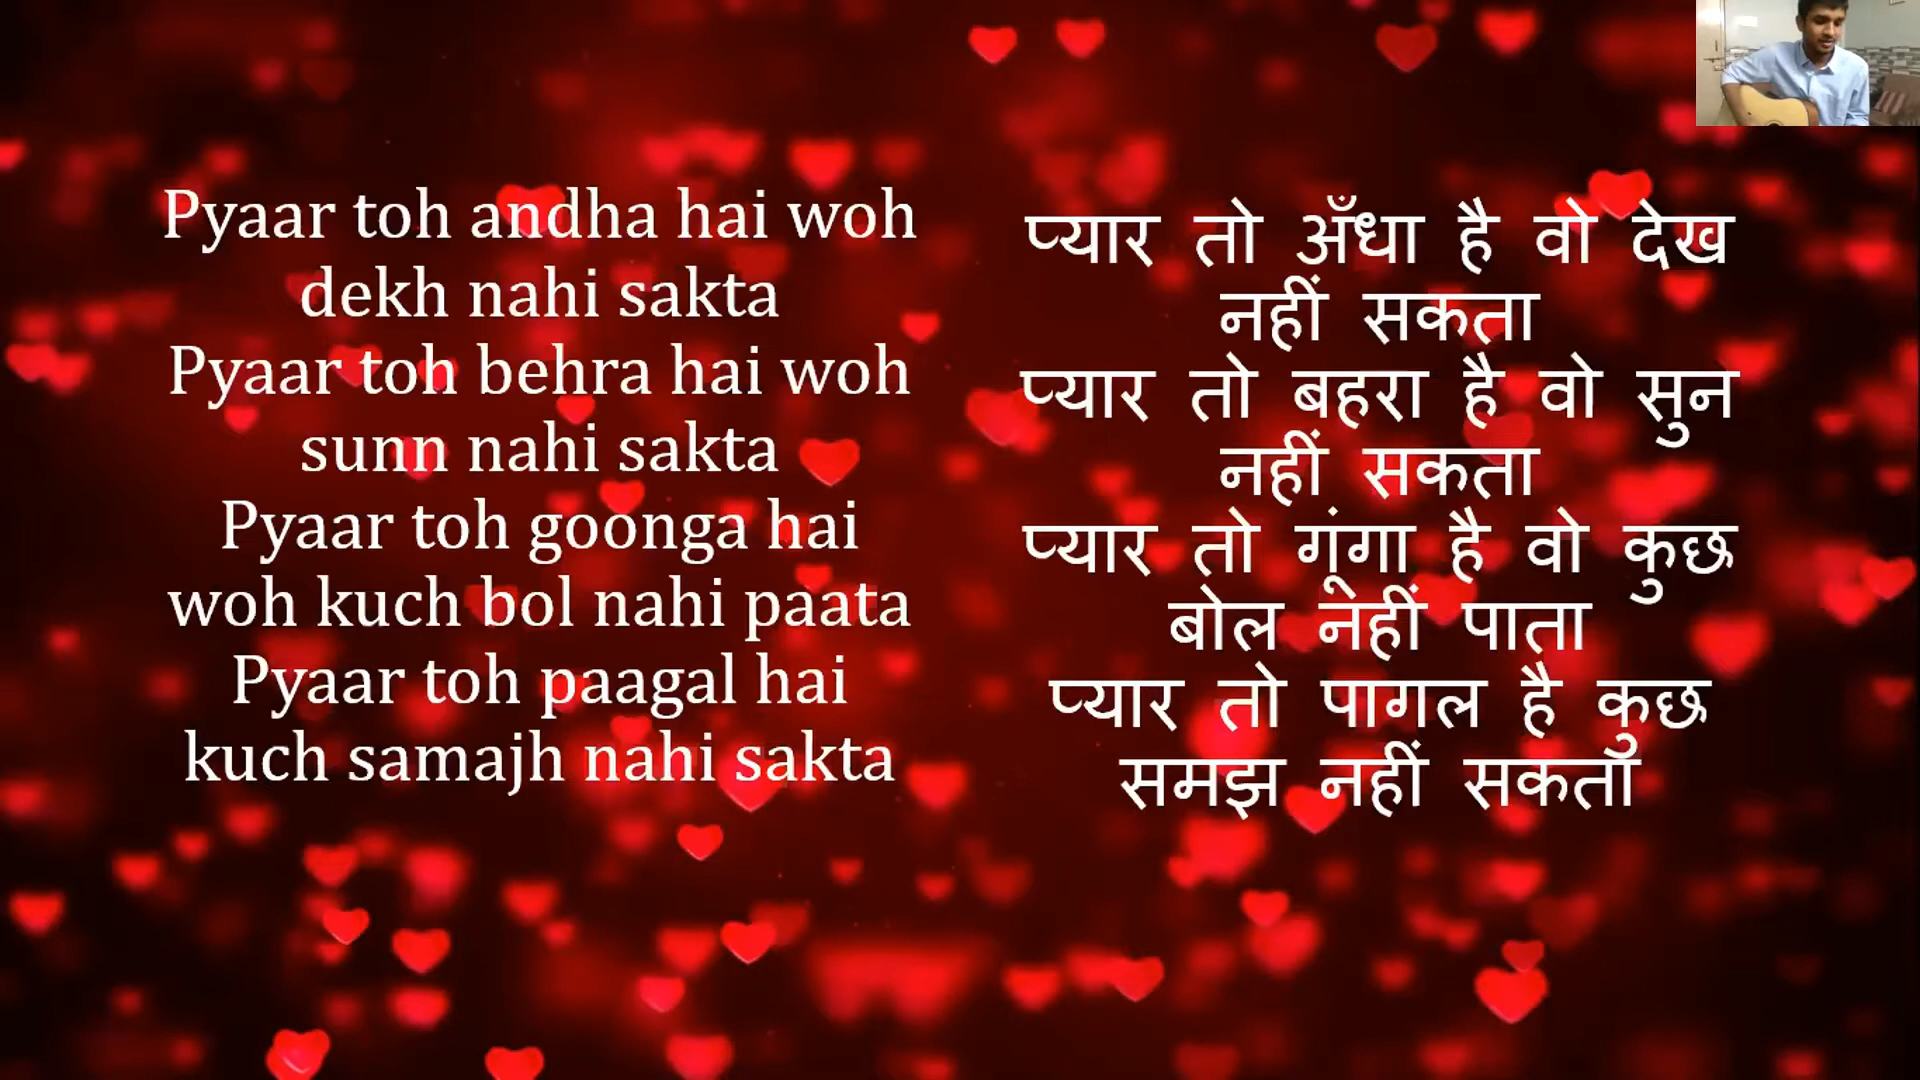 Pyaar toh andha hai woh
dekh nahi sakta
Pyaar toh behra hai woh
sunn nahi sakta
Pyaar toh goonga hai
woh kuch bol nahi paata
Pyaar toh paagal hai
kuch samajh nahi sakta
प्यार तो अँधा है वो देख
नहीं सकता
प्यार तो बहरा है वो सुन
नहीं सकता
प्यार तो गूंगा है वो कुछ
बोल नहीं पाता
प्यार तो पागल है कुछ
समझ नहीं सकता